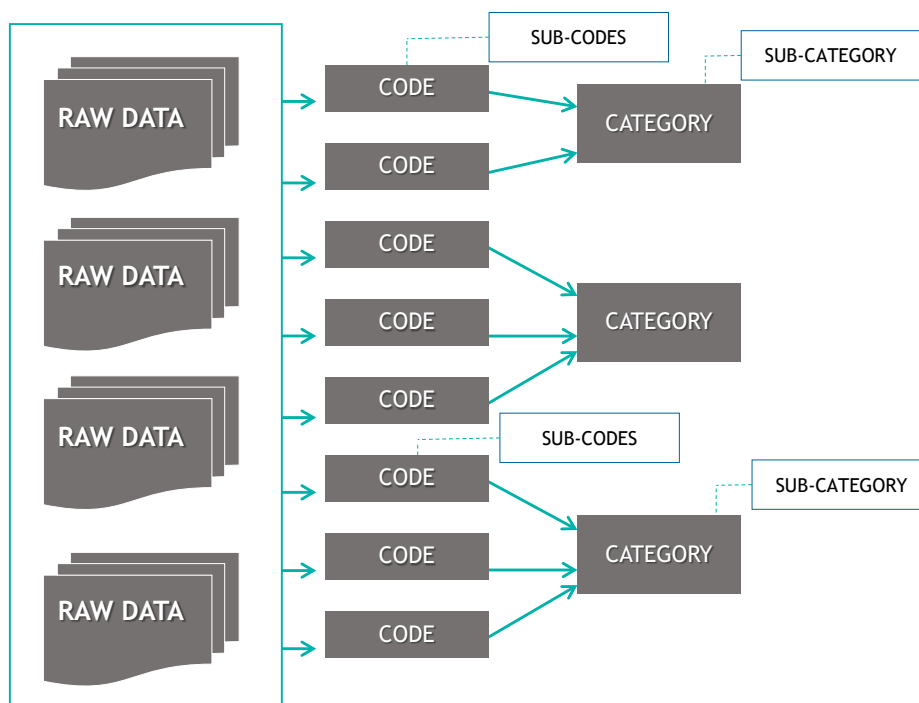 SUB-CODES
SUB-CATEGORY
RAW DATA
CODE
CATEGORY
CODE
RAW DATA
CODE
CODE
CATEGORY
CODE
RAW DATA
SUB-CODES
CODE
SUB-CATEGORY
CODE
CATEGORY
RAW DATA
CODE